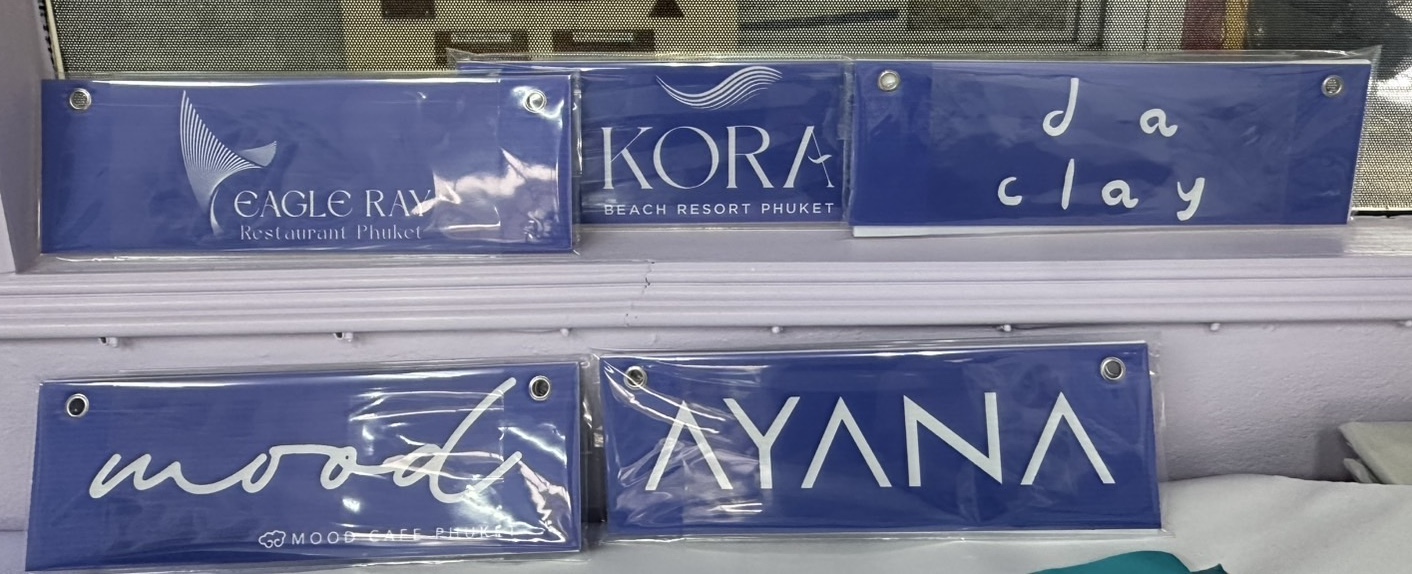 EAGLE RAY
Restaurant Phuket
KORA
BEACH RESORT PHUKET
da
clay
mood
MOOD CAFE PHUKET
AYANA